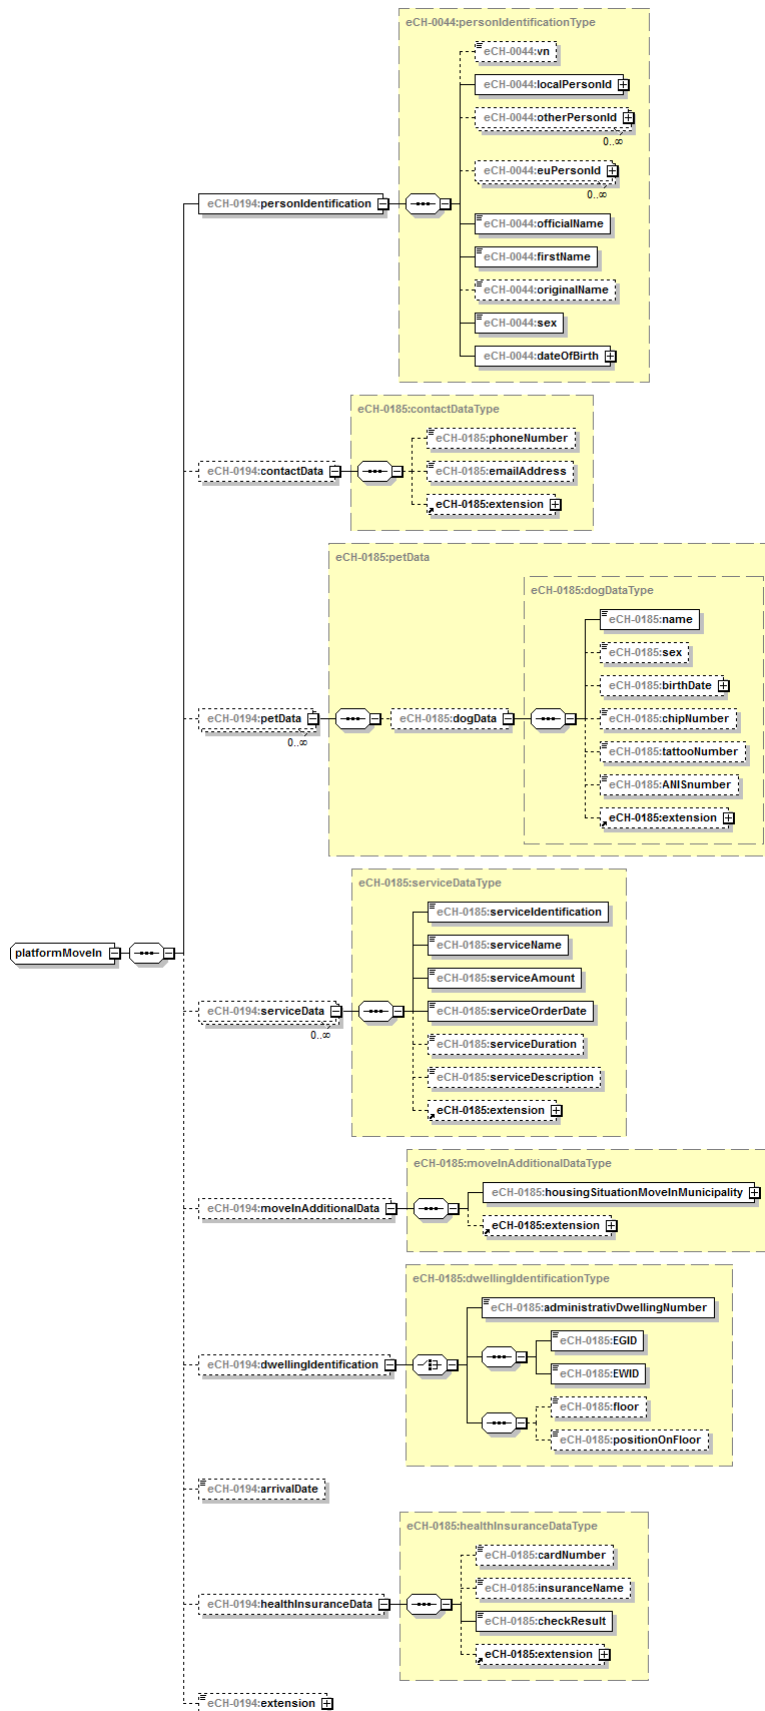 eCH-0044:personIdentificationType
eCH-0044:vn
eCH-0044:localPersonId
eCH-0044:otherPersonId
0..∞
eCH-0044:euPersonId
0..∞
eCH-0194:personIdentification
eCH-0044:officialName
eCH-0044:firstName
eCH-0044:originalName
eCH-0044:sex
eCH-0044:dateOfBirth
eCH-0185:contactDataType
eCH-0185:phoneNumber
eCH-0194:contactData
eCH-0185:emailAddress
eCH-0185:extension
eCH-0185:petData
eCH-0185:dogDataType
eCH-0185:name
eCH-0185:sex
eCH-0185:birthDate
eCH-0194:petData
0..∞
eCH-0185:dogData
eCH-0185:chipNumber
eCH-0185:tattooNumber
eCH-0185:ANISnumber
eCH-0185:extension
eCH-0185:serviceDataType
eCH-0185:serviceIdentification
eCH-0185:serviceName
platformMoveIn
eCH-0185:serviceAmount
eCH-0194:serviceData
0..∞
eCH-0185:serviceOrderDate
eCH-0185:serviceDuration
eCH-0185:serviceDescription
eCH-0185:extension
eCH-0185:moveInAdditionalDataType
eCH-0185:housingSituationMoveInMunicipality
eCH-0194:moveInAdditionalData
eCH-0185:extension
eCH-0185:dwellingIdentificationType
eCH-0185:administrativDwellingNumber
eCH-0185:EGID
eCH-0194:dwellingIdentification
eCH-0185:EWID
eCH-0185:floor
eCH-0185:positionOnFloor
eCH-0194:arrivalDate
eCH-0185:healthInsuranceDataType
eCH-0185:cardNumber
eCH-0185:insuranceName
eCH-0194:healthInsuranceData
eCH-0185:checkResult
eCH-0185:extension
eCH-0194:extension